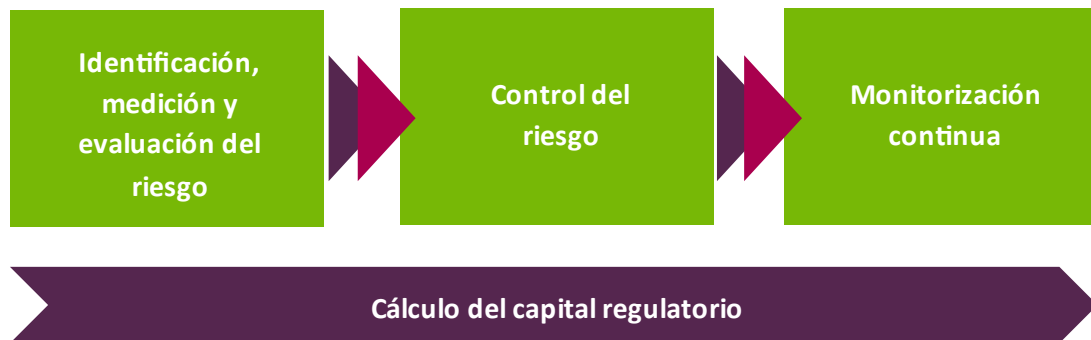 Identificación,
medición y
evaluación del
riesgo
Control del
riesgo
Monitorización
continua
Cálculo del capital regulatorio